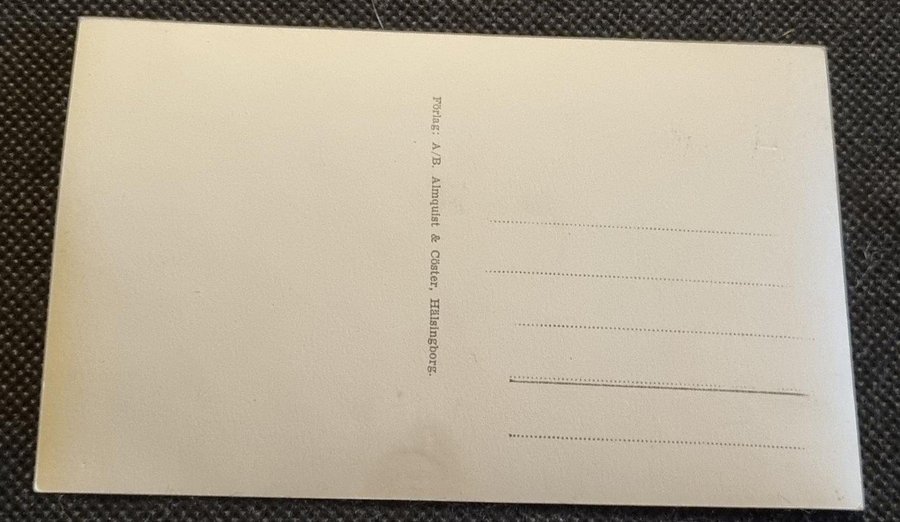 Förlag: A/B. Almquist & Cöster, Hälsingborg.